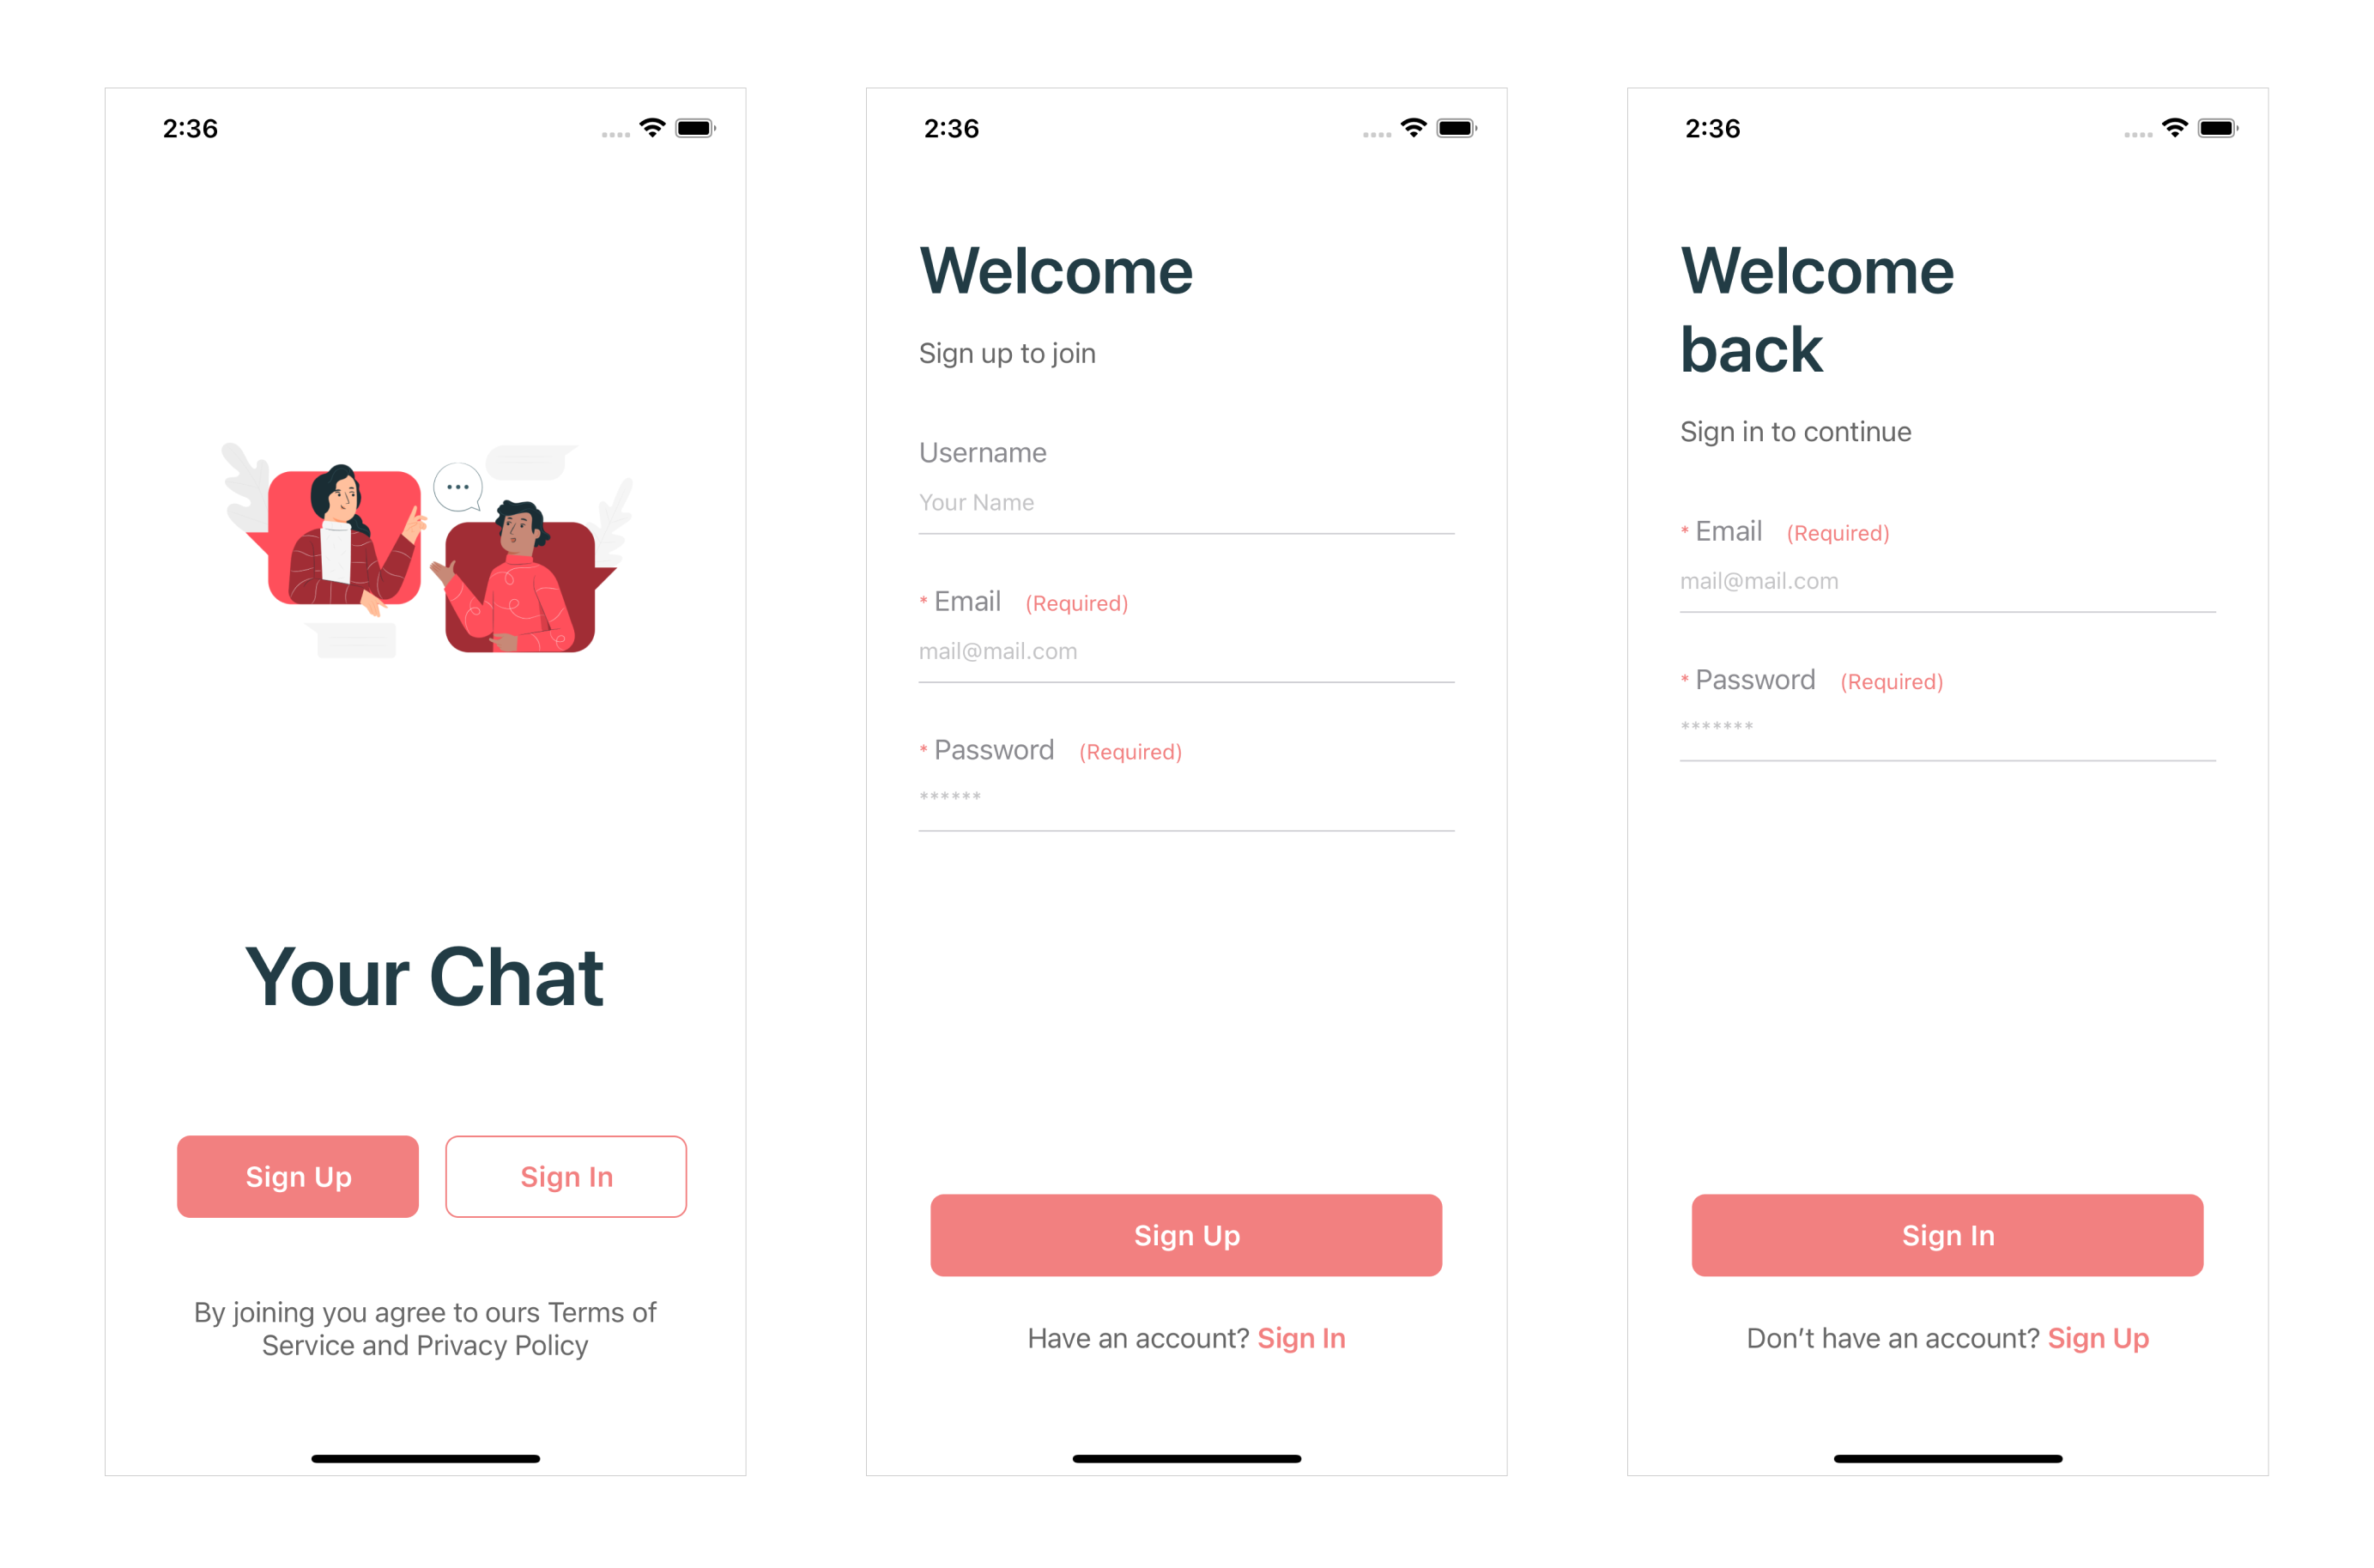 2:36
Your Chat
Sign Up
Sign In
By joining you agree to ours Terms of
Service and Privacy Policy
2:36
Welcome
Sign up to join
Username
Your Name
* Email (Required)
mail@mail.com
* Password (Required)
******
Sign Up
Have an account? Sign In
2:36
Welcome
back
Sign in to continue
* Email (Required)
mail@mail.com
* Password (Required)
*******
Sign In
Don’t have an account? Sign Up